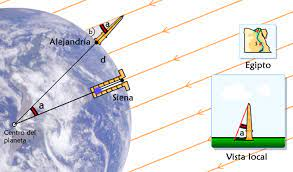 b)
a
Alejandría
d
Siena
a
Centro del
planeta
Egipto
a
Vista local